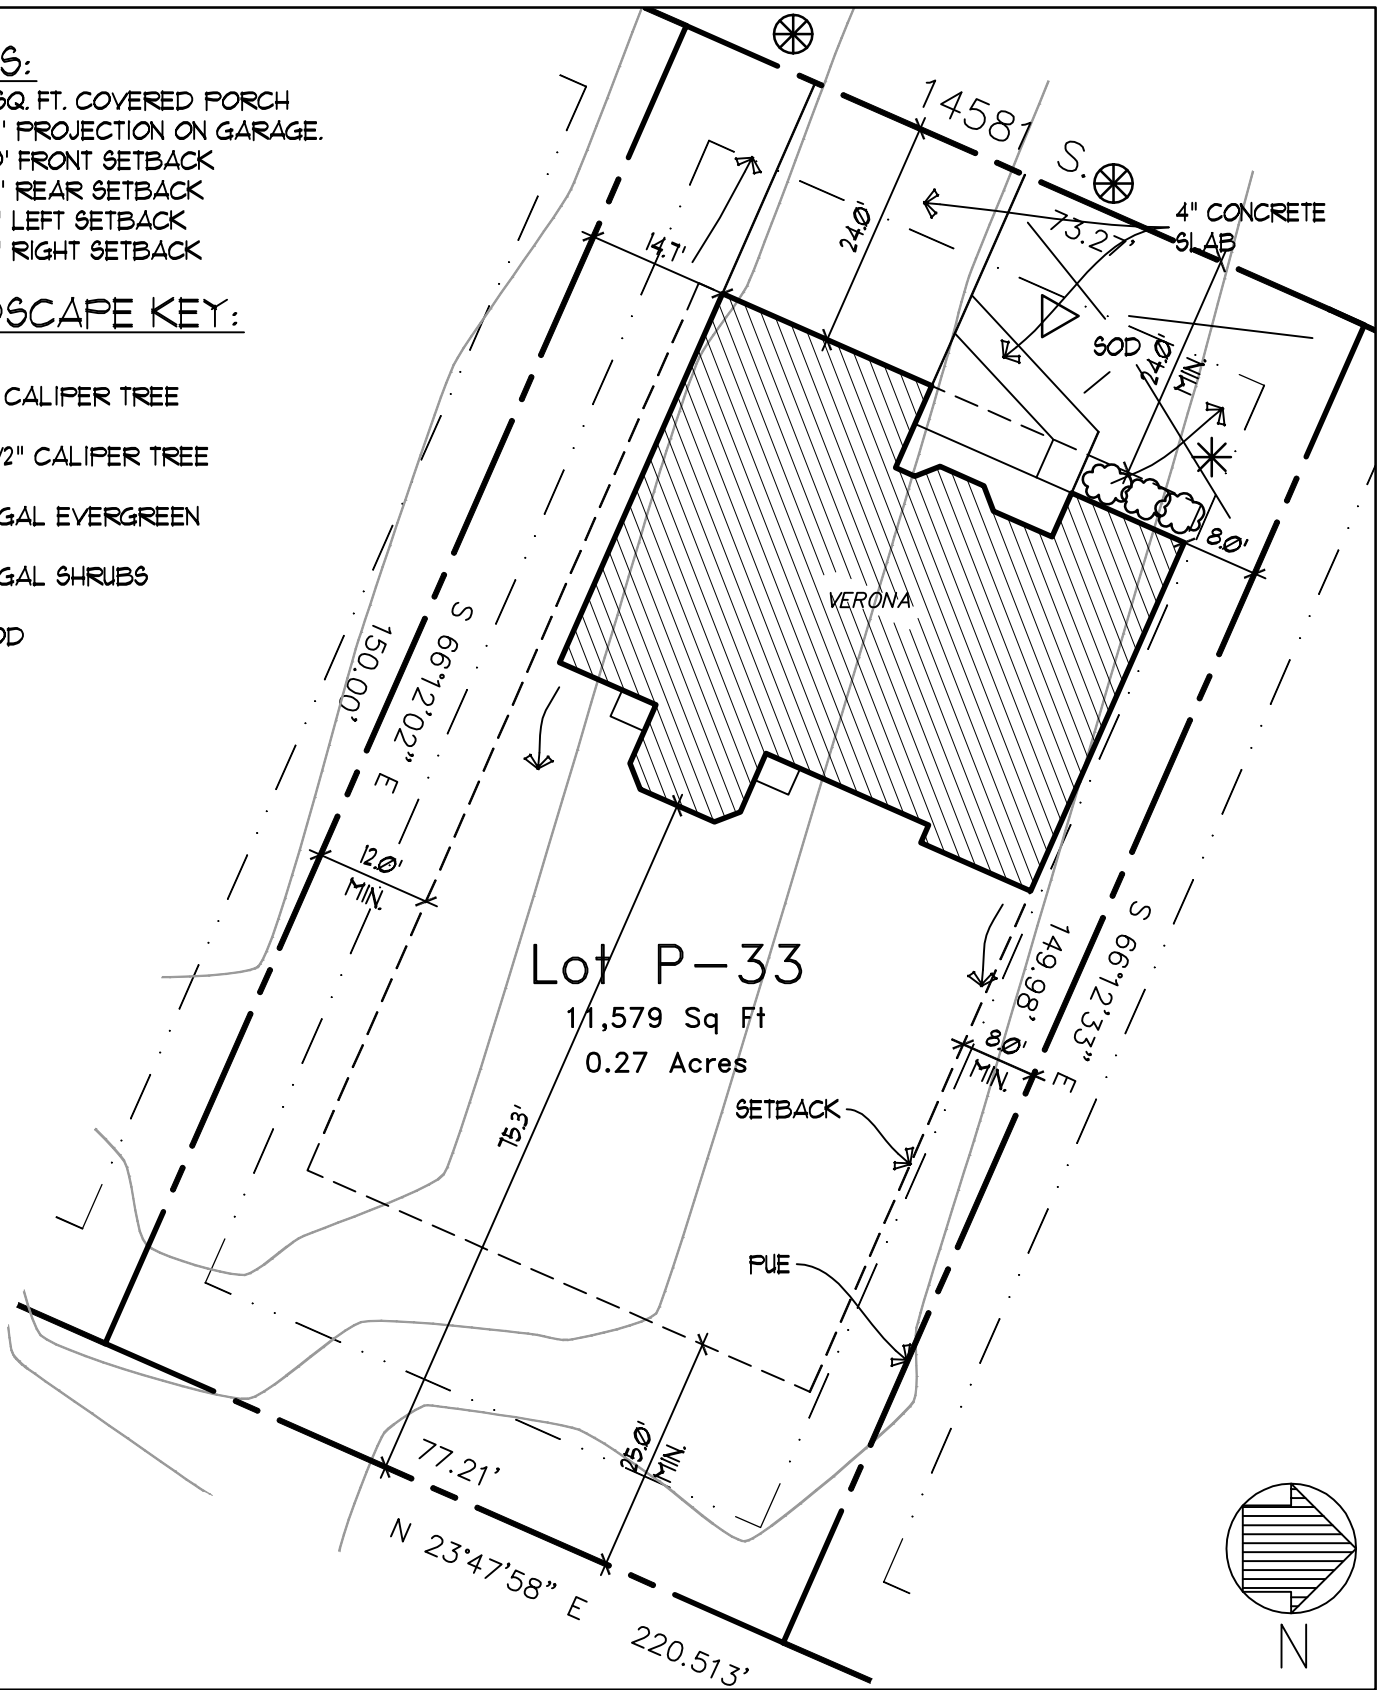 S:
SQ. FT. COVERED PORCH
' PROJECTION ON GARAGE.
' FRONT SETBACK
' REAR SETBACK
' LEFT SETBACK
' RIGHT SETBACK
DSCAPE KEY:
CALIPER TREE
/2" CALIPER TREE
GAL EVERGREEN
GAL SHRUBS
OD
14581 S.
73.27'
4" CONCRETE
SLAB
24.0'
14.7'
SOD
24.0'
MIN.
8.0'
VERONA
150.00'
S 66°12'02" E
12.0'
MIN.
Lot P-33
11,579 Sq Ft
0.27 Acres
149.98'
S 66°12'33" E
8.0'
MIN.
SETBACK
75.3'
PUE
25.0'
MIN.
77.21'
N 23°47'58" E
220.513'
N